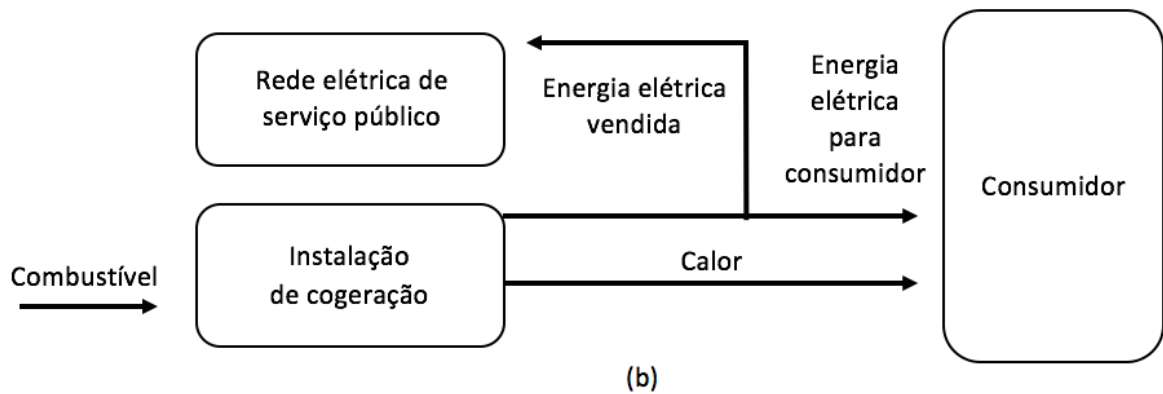 Rede elétrica de
serviço público
Energia elétrica
vendida
Energia
elétrica
para
consumidor
Consumidor
Combustível
Instalação
de cogeração
Calor
(b)